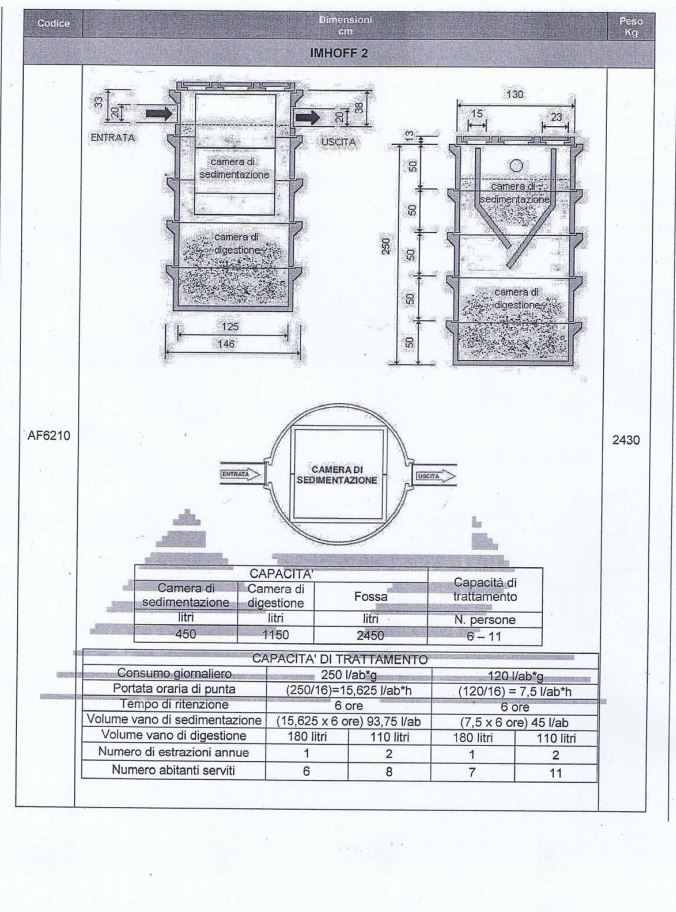 Codice
Dimensioni
cm
Peso
Kg
IMHOFF 2
33
20
ENTRATA
20
38
USCITA
camera di
sedimentazione
camera di
digestione
125
146
130
15
23
13
50
50
50
50
50
250
camera di
sedimentazione
camera di
digestione
AF6210
2430
ENTRATA
CAMERA DI
SEDIMENTAZIONE
USCITA
CAPACITA'
Camera di
sedimentazione
Camera di
digestione
Fossa
Capacità di
trattamento
litri
litri
litri
N. persone
450
1150
2450
6 – 11
CAPACITA' DI TRATTAMENTO
Consumo giornaliero
250 l/ab*g
120 l/ab*g
Portata oraria di punta
(250/16)=15,625 l/ab*h
(120/16) = 7,5 l/ab*h
Tempo di ritenzione
6 ore
6 ore
Volume vano di sedimentazione
(15,625 x 6 ore) 93,75 l/ab
(7,5 x 6 ore) 45 l/ab
Volume vano di digestione
180 litri
110 litri
180 litri
110 litri
Numero di estrazioni annue
1
2
1
2
Numero abitanti serviti
6
8
7
11